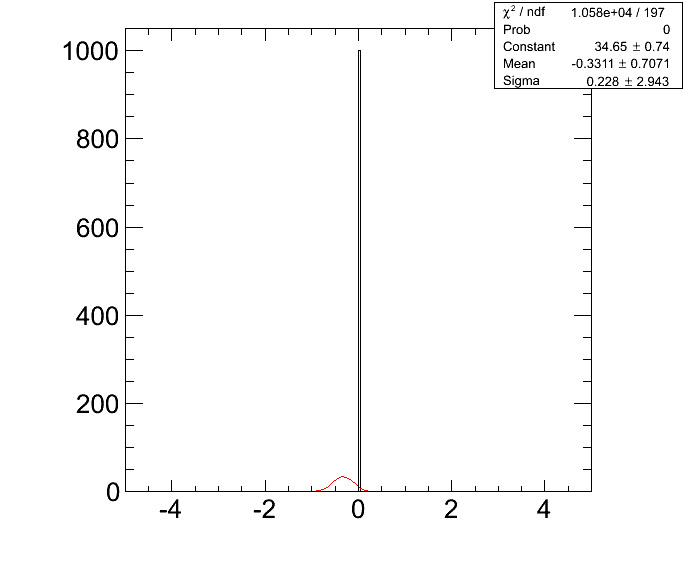 χ² / ndf 1.058e+04 / 197
Prob 0
Constant 34.65 ± 0.74
Mean -0.3311 ± 0.7071
Sigma 0.228 ± 2.943
1000
800
600
400
200
0
-4 -2 0 2 4